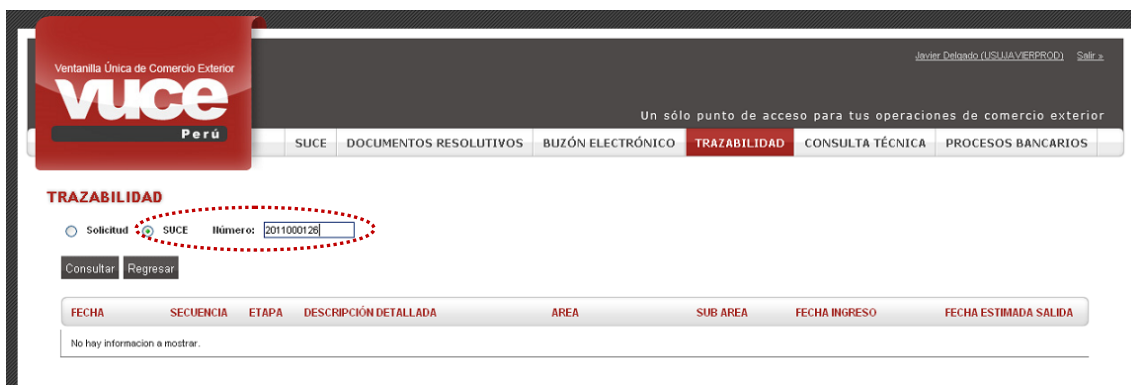 Ventanilla Única de Comercio Exterior
vuce
Perú
Javier Delgado (USUJAVIERPROD) Salir »
Un sólo punto de acceso para tus operaciones de comercio exterior
SUCE DOCUMENTOS RESOLUTIVOS BUZÓN ELECTRÓNICO TRAZABILIDAD CONSULTA TÉCNICA PROCESOS BANCARIOS
TRAZABILIDAD
Solicitud SUCE Número: 2011000126
Consultar Regresar
FECHA SECUENCIA ETAPA DESCRIPCIÓN DETALLADA AREA SUB AREA FECHA INGRESO FECHA ESTIMADA SALIDA
No hay informacion a mostrar.